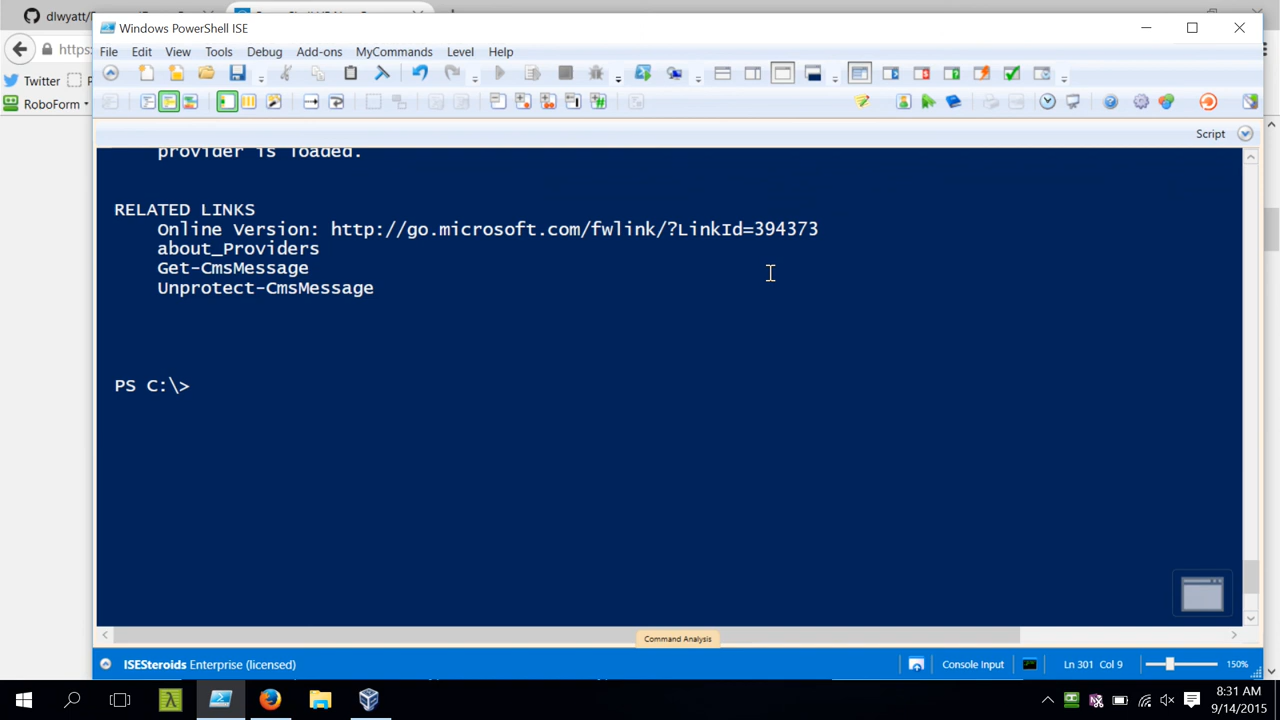 dlwyatt
https:
Twitter
RoboForm
Windows PowerShell ISE
File Edit View Tools Debug Add-ons MyCommands Level Help
Script
provider is loaded.
RELATED LINKS
Online Version: http://go.microsoft.com/fwlink/?LinkId=394373
about_Providers
Get-CmsMessage
Unprotect-CmsMessage
PS C:\>
Command Analysis
ISESteroids Enterprise (licensed)
Console Input
Ln 301 Col 9
150%
8:31 AM
9/14/2015